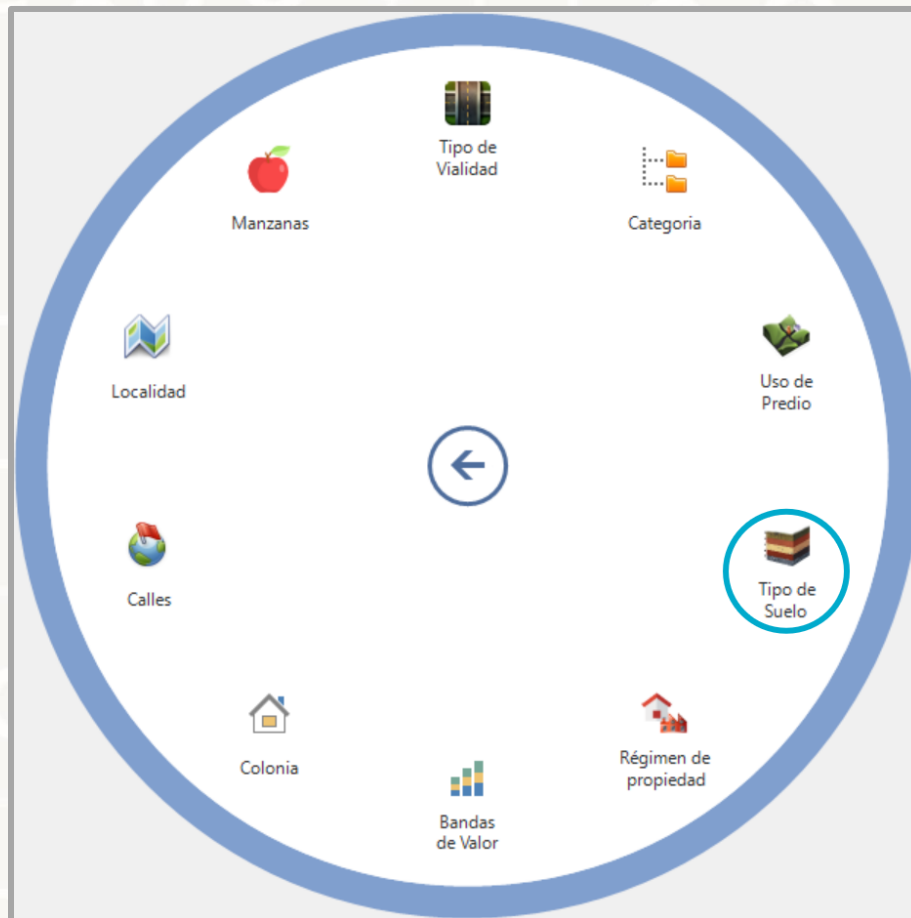 Tipo de
Vialidad
Manzanas
Categoria
Localidad
Uso de
Predio
Calles
Tipo de
Suelo
Colonia
Régimen de
propiedad
Bandas
de Valor